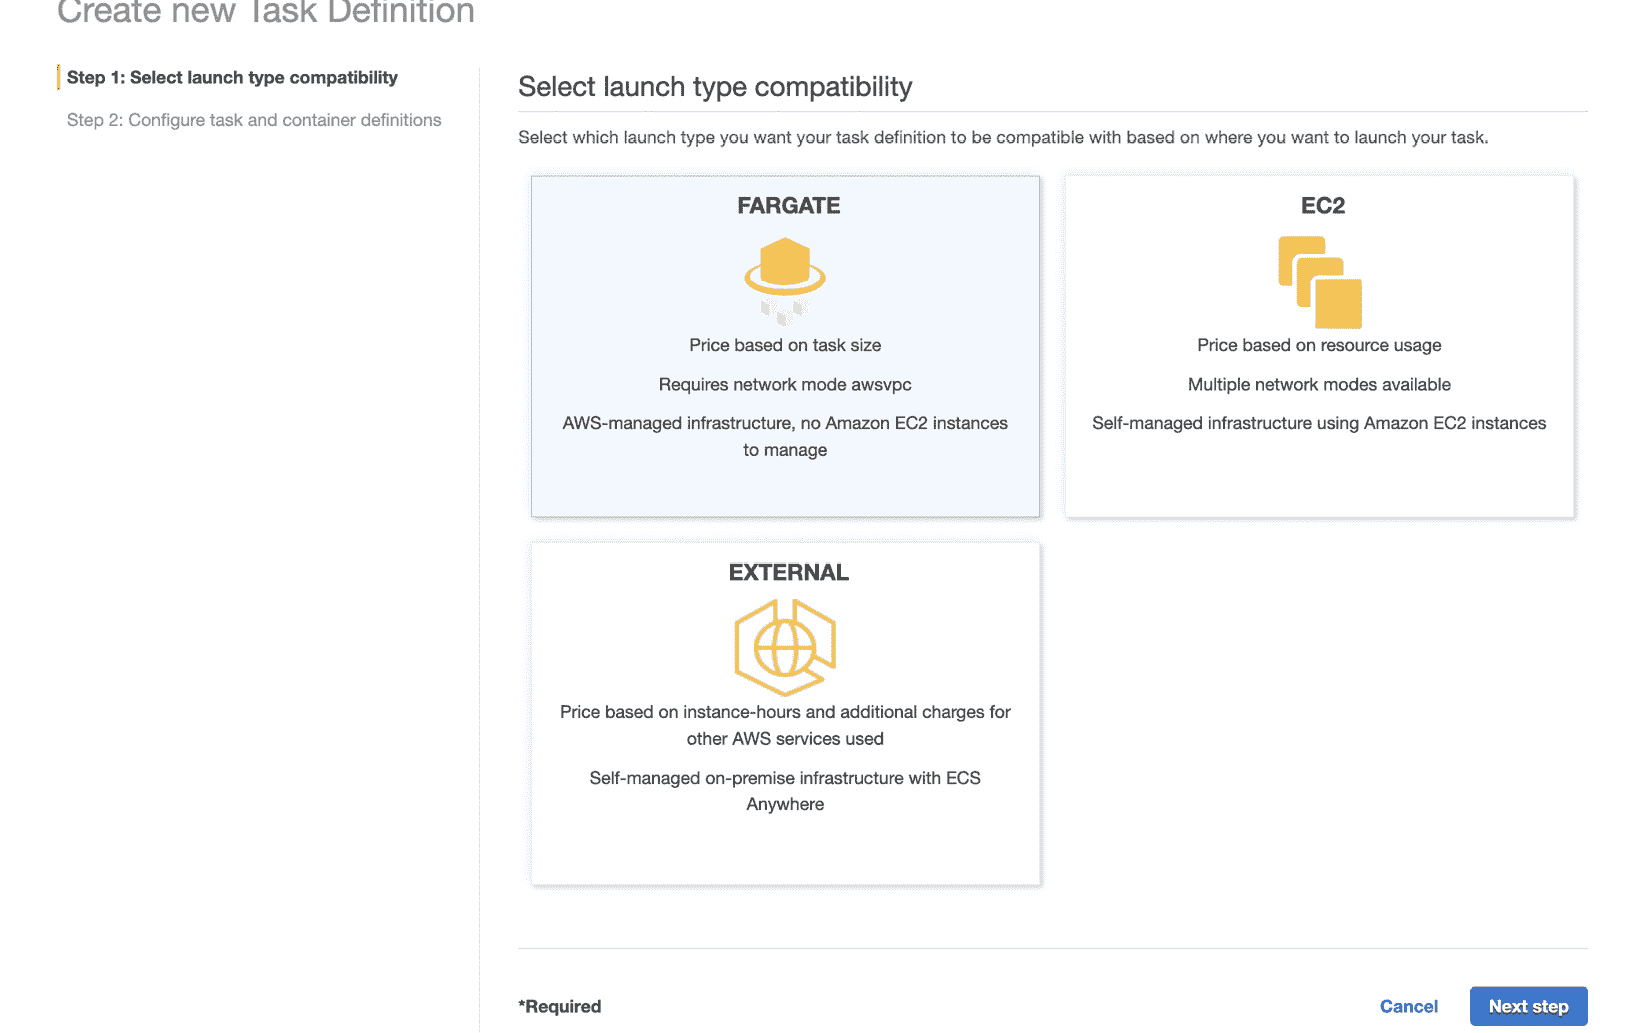 Create new Task Definition
Step 1: Select launch type compatibility
Step 2: Configure task and container definitions
Select launch type compatibility
Select which launch type you want your task definition to be compatible with based on where you want to launch your task.
FARGATE
Price based on task size
Requires network mode awsvpc
AWS-managed infrastructure, no Amazon EC2 instances
to manage
EC2
Price based on resource usage
Multiple network modes available
Self-managed infrastructure using Amazon EC2 instances
EXTERNAL
Price based on instance-hours and additional charges for
other AWS services used
Self-managed on-premise infrastructure with ECS
Anywhere
*Required
Cancel
Next step